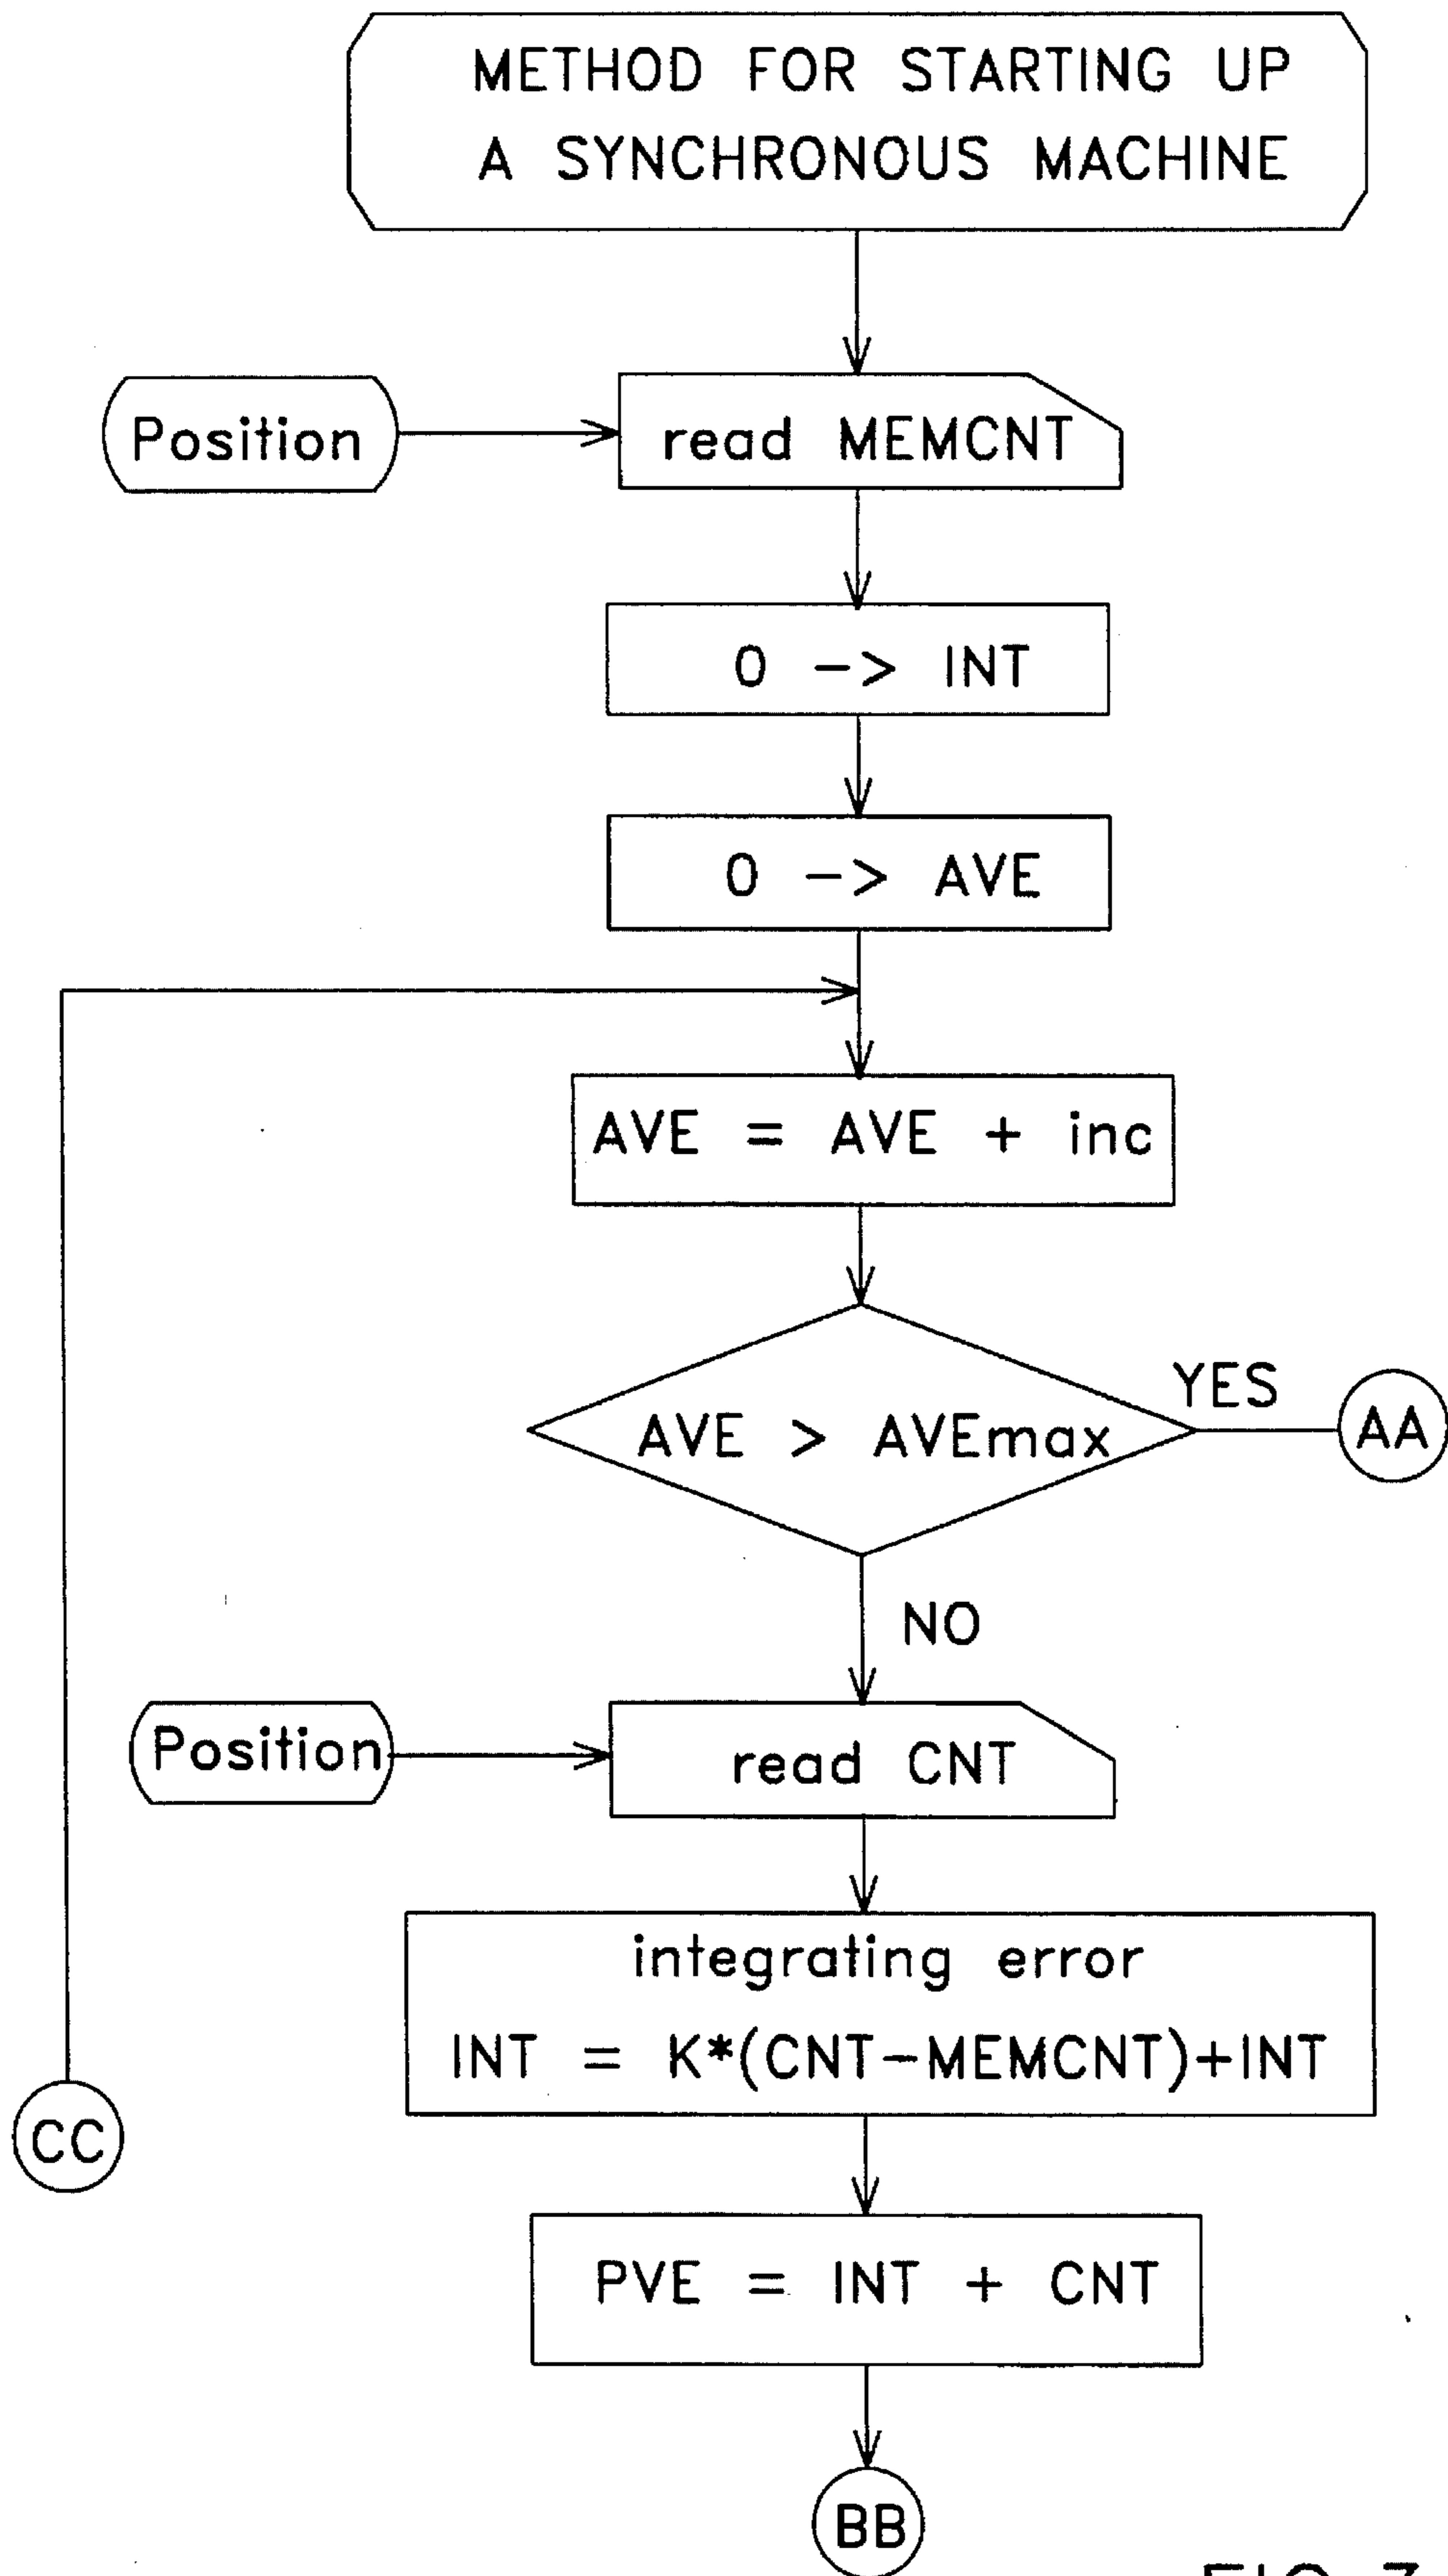 METHOD FOR STARTING UP
A SYNCHRONOUS MACHINE
Position
read MEMCNT
0 -> INT
0 -> AVE
AVE = AVE + inc
AVE > AVEmax
YES
AA
NO
Position
read CNT
integrating error
INT = K*(CNT-MEMCNT)+INT
CC
PVE = INT + CNT
BB